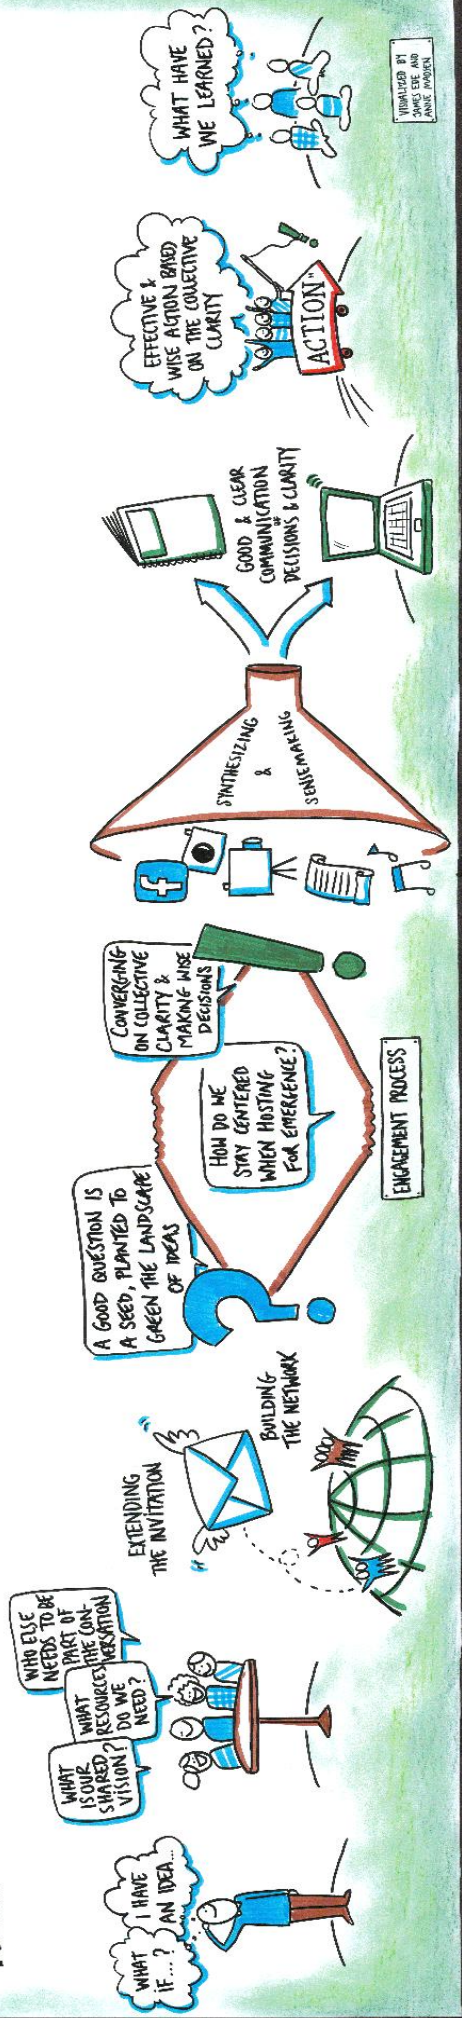 WHAT
IF...?
I HAVE
AN IDEA...
WHAT
IS OUR
SHARED
VISION?
WHAT
RESOURCES
DO WE
NEED?
WHO ELSE
NEEDS TO BE
PART OF
THE CON-
VERSATION
EXTENDING
THE INVITATION
BUILDING
THE NETWORK
A GOOD QUESTION IS
A SEED, PLANTED TO
GREEN THE LANDSCAPE
OF IDEAS
?
HOW DO WE
STAY CENTERED
WHEN HOSTING
FOR EMERGENCE?
CONVERGING
ON COLLECTIVE
CLARITY &
MAKING WISE
DECISIONS
!
ENGAGEMENT PROCESS
f
SYNTHESIZING
&
SENSEMAKING
GOOD & CLEAR
COMMUNICATION
OF
DECISIONS & CLARITY
EFFECTIVE &
WISE ACTION BASED
ON THE COLLECTIVE
CLARITY
!
"ACTION"
WHAT HAVE
WE LEARNED?
VISUALIZED BY
JAMES EDE AND
ANNE MADSEN